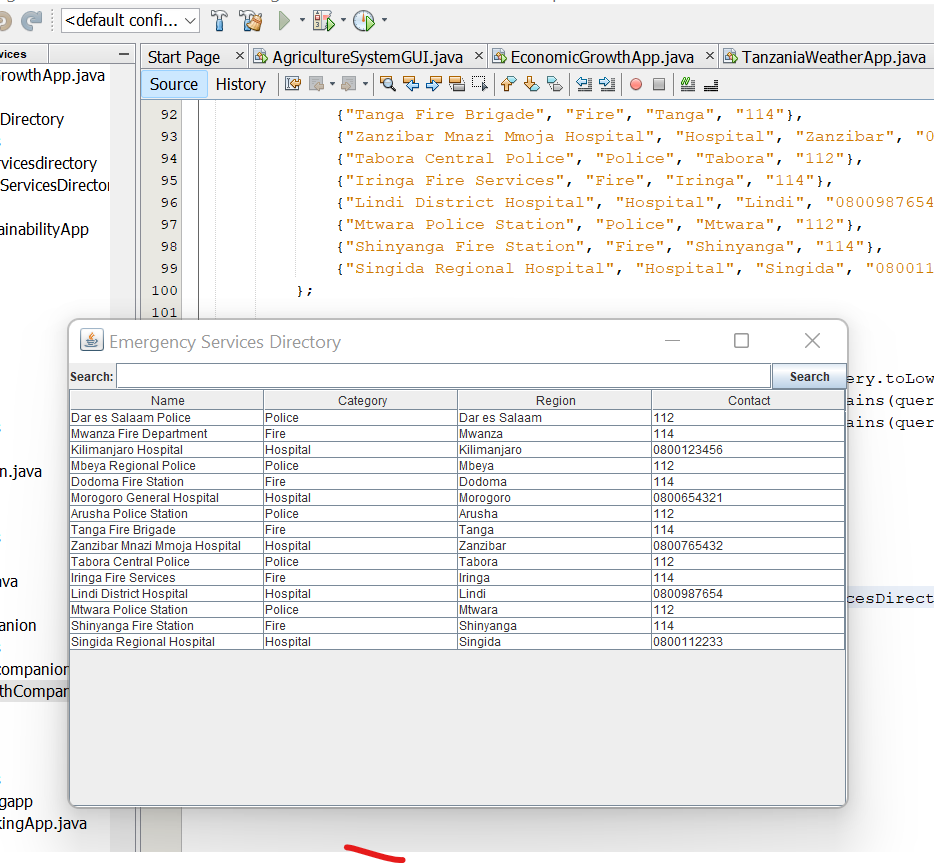 <default confi...
vices
Start Page
AgricultureSystemGUI.java
EconomicGrowthApp.java
TanzaniaWeatherApp.java
Source
History
rowthApp.java
Directory
vicesdirectory
ServicesDirector
ainabilityApp
92 {"Tanga Fire Brigade", "Fire", "Tanga", "114"},
93 {"Zanzibar Mnazi Mmoja Hospital", "Hospital", "Zanzibar", "0
94 {"Tabora Central Police", "Police", "Tabora", "112"},
95 {"Iringa Fire Services", "Fire", "Iringa", "114"},
96 {"Lindi District Hospital", "Hospital", "Lindi", "0800987654
97 {"Mtwara Police Station", "Police", "Mtwara", "112"},
98 {"Shinyanga Fire Station", "Fire", "Shinyanga", "114"},
99 {"Singida Regional Hospital", "Hospital", "Singida", "080011
100 };
101
Emergency Services Directory
Search:
Search
Name Category Region Contact
Dar es Salaam Police Police Dar es Salaam 112
Mwanza Fire Department Fire Mwanza 114
Kilimanjaro Hospital Hospital Kilimanjaro 0800123456
Mbeya Regional Police Police Mbeya 112
Dodoma Fire Station Fire Dodoma 114
Morogoro General Hospital Hospital Morogoro 0800654321
Arusha Police Station Police Arusha 112
Tanga Fire Brigade Fire Tanga 114
Zanzibar Mnazi Mmoja Hospital Hospital Zanzibar 0800765432
Tabora Central Police Police Tabora 112
Iringa Fire Services Fire Iringa 114
Lindi District Hospital Hospital Lindi 0800987654
Mtwara Police Station Police Mtwara 112
Shinyanga Fire Station Fire Shinyanga 114
Singida Regional Hospital Hospital Singida 0800112233
ery.toLow
ains(quer
ains(quer
cesDirect
n.java
ava
anion
companion
thCompar
gapp
kingApp.java